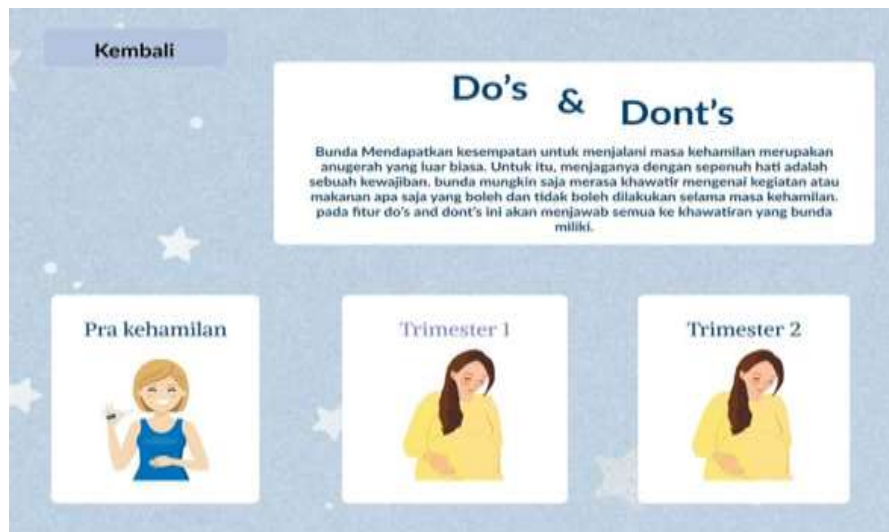 Kembali
Do's & Dont's
Bunda Mendapatkan kesempatan untuk menjalani masa kehamilan merupakan
anugerah yang luar biasa. Untuk itu, menjaganya dengan sepenuh hati adalah
sebuah kewajiban. bunda mungkin saja merasa khawatir mengenai kegiatan atau
makanan apa saja yang boleh dan tidak boleh dilakukan selama masa kehamilan.
pada fitur do's and dont's ini akan menjawab semua ke khawatiran yang bunda
miliki.
Pra kehamilan
Trimester 1
Trimester 2